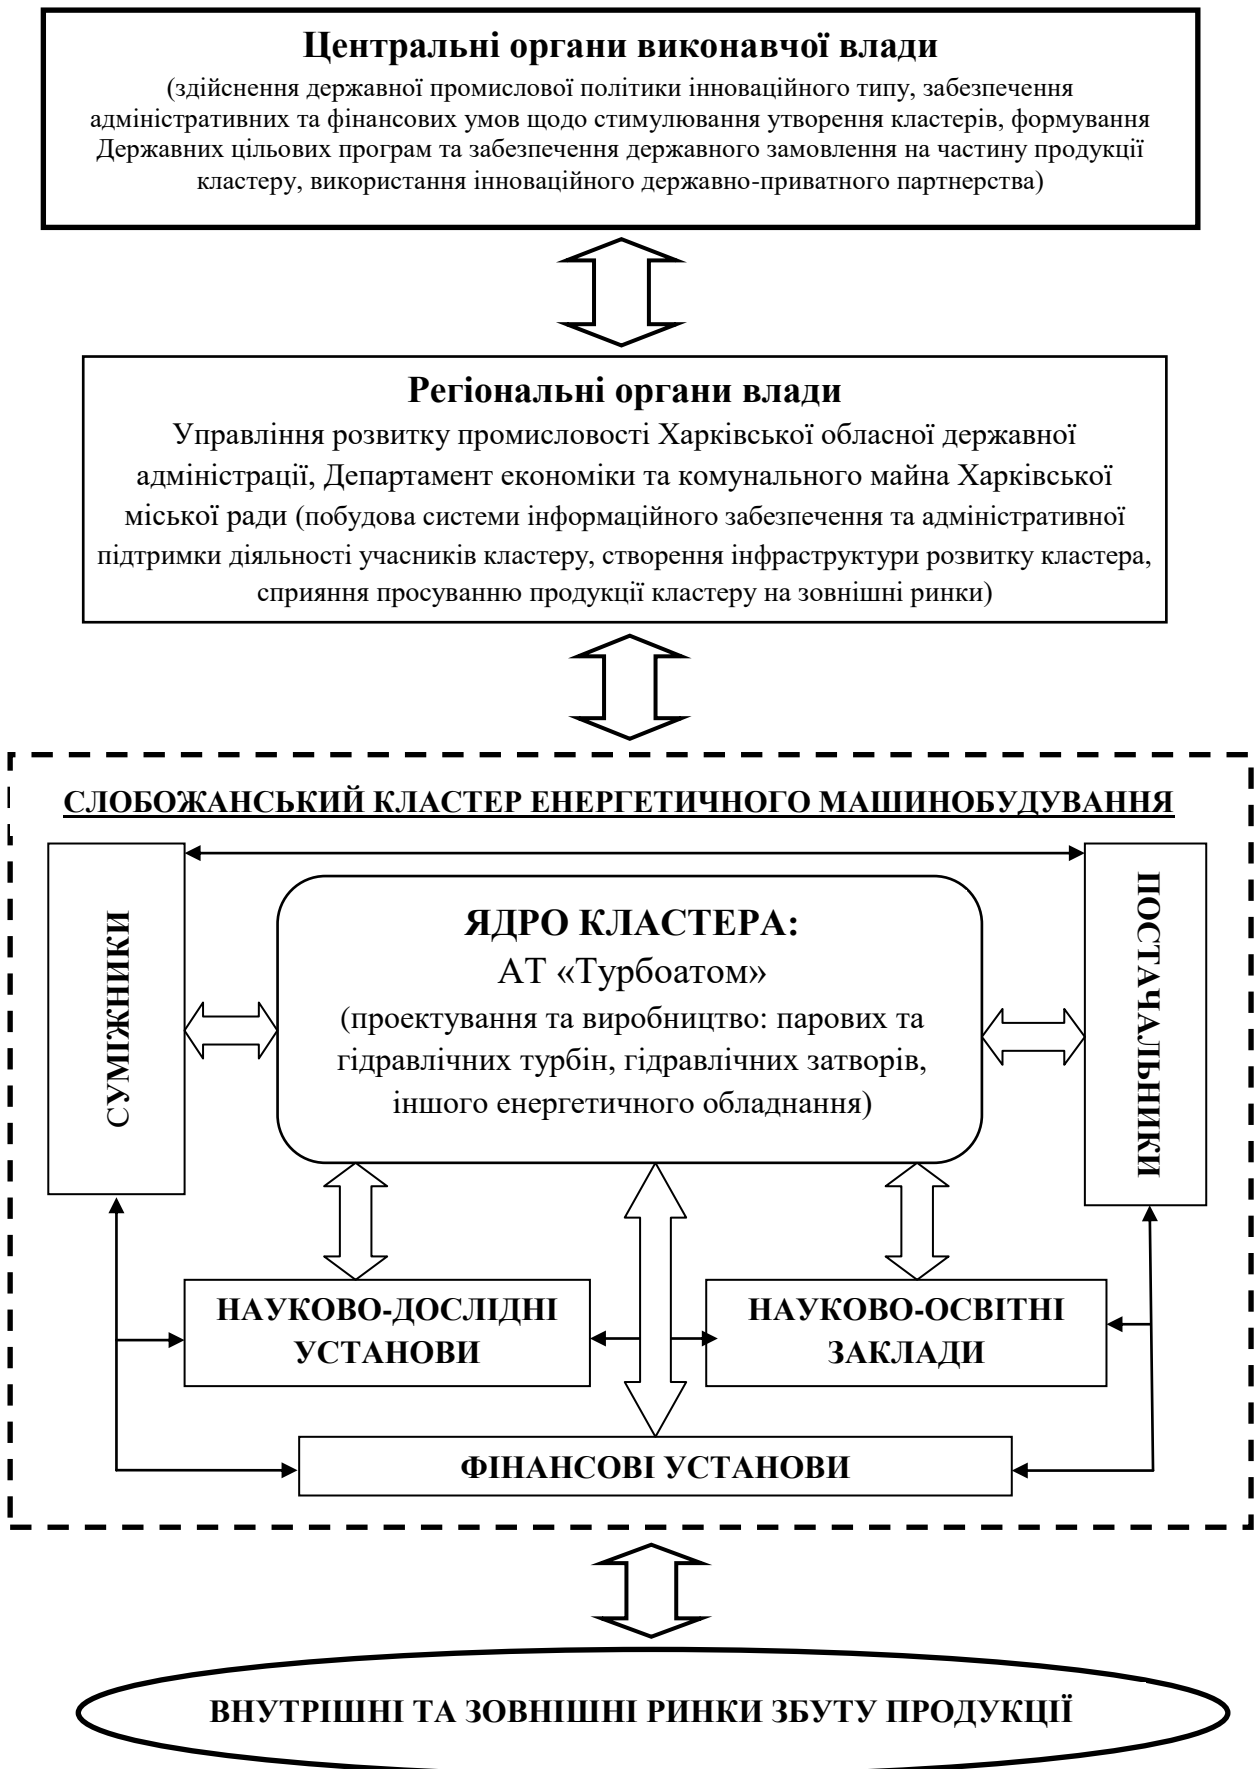 Центральні органи виконавчої влади
(здійснення державної промислової політики інноваційного типу, забезпечення
адміністративних та фінансових умов щодо стимулювання утворення кластерів, формування
Державних цільових програм та забезпечення державного замовлення на частину продукції
кластеру, використання інноваційного державно-приватного партнерства)
Регіональні органи влади
Управління розвитку промисловості Харківської обласної державної
адміністрації, Департамент економіки та комунального майна Харківської
міської ради (побудова системи інформаційного забезпечення та адміністративної
підтримки діяльності учасників кластеру, створення інфраструктури розвитку кластера,
сприяння просуванню продукції кластеру на зовнішні ринки)
СЛОБОЖАНСЬКИЙ КЛАСТЕР ЕНЕРГЕТИЧНОГО МАШИНОБУДУВАННЯ
СУМІЖНИКИ
ЯДРО КЛАСТЕРА:
АТ «Турбоатом»
(проектування та виробництво: парових та
гідравлічних турбін, гідравлічних затворів,
іншого енергетичного обладнання)
ПОСТАЧАЛЬНИКИ
НАУКОВО-ДОСЛІДНІ
УСТАНОВИ
НАУКОВО-ОСВІТНІ
ЗАКЛАДИ
ФІНАНСОВІ УСТАНОВИ
ВНУТРІШНІ ТА ЗОВНІШНІ РИНКИ ЗБУТУ ПРОДУКЦІЇ